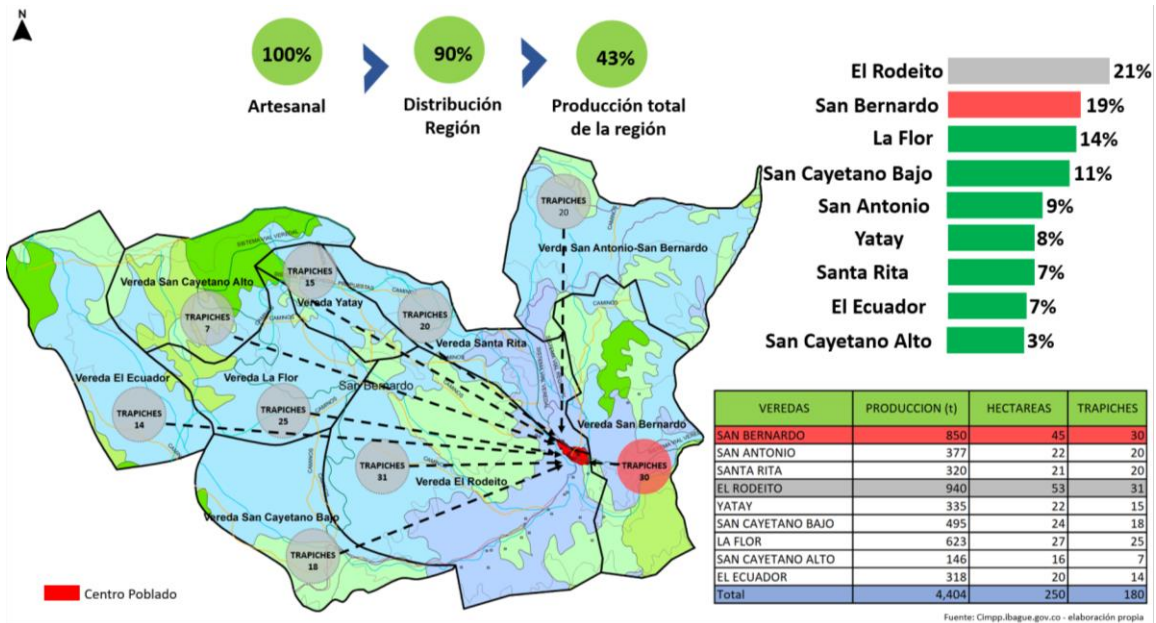 N
100%
90%
43%
Artesanal
Distribución
Región
Producción total
de la región
El Rodeito 21%
San Bernardo 19%
La Flor 14%
San Cayetano Bajo 11%
San Antonio 9%
Yatay 8%
Santa Rita 7%
El Ecuador 7%
San Cayetano Alto 3%
TRAPICHES
20
Vereda San Antonio-San Bernardo
SISTEMA VIAL VEREDAL
TRAPICHES
15
Vereda San Cayetano Alto
Vereda Yatay
TRAPICHES
7
TRAPICHES
20
Vereda Santa Rita
CAMINOS
Vereda El Ecuador
Vereda La Flor
San Bernardo
TRAPICHES
14
TRAPICHES
25
Vereda San Bernardo
TRAPICHES
31
TRAPICHES
30
Vereda El Rodeito
Vereda San Cayetano Bajo
TRAPICHES
18
Centro Poblado
VEREDAS PRODUCCION (t) HECTAREAS TRAPICHES
SAN BERNARDO 850 45 30
SAN ANTONIO 377 22 20
SANTA RITA 320 21 20
EL RODEITO 940 53 31
YATAY 335 22 15
SAN CAYETANO BAJO 495 24 18
LA FLOR 623 27 25
SAN CAYETANO ALTO 146 16 7
EL ECUADOR 318 20 14
Total 4,404 250 180
Fuente: Cimpp.ibague.gov.co - elaboración propia